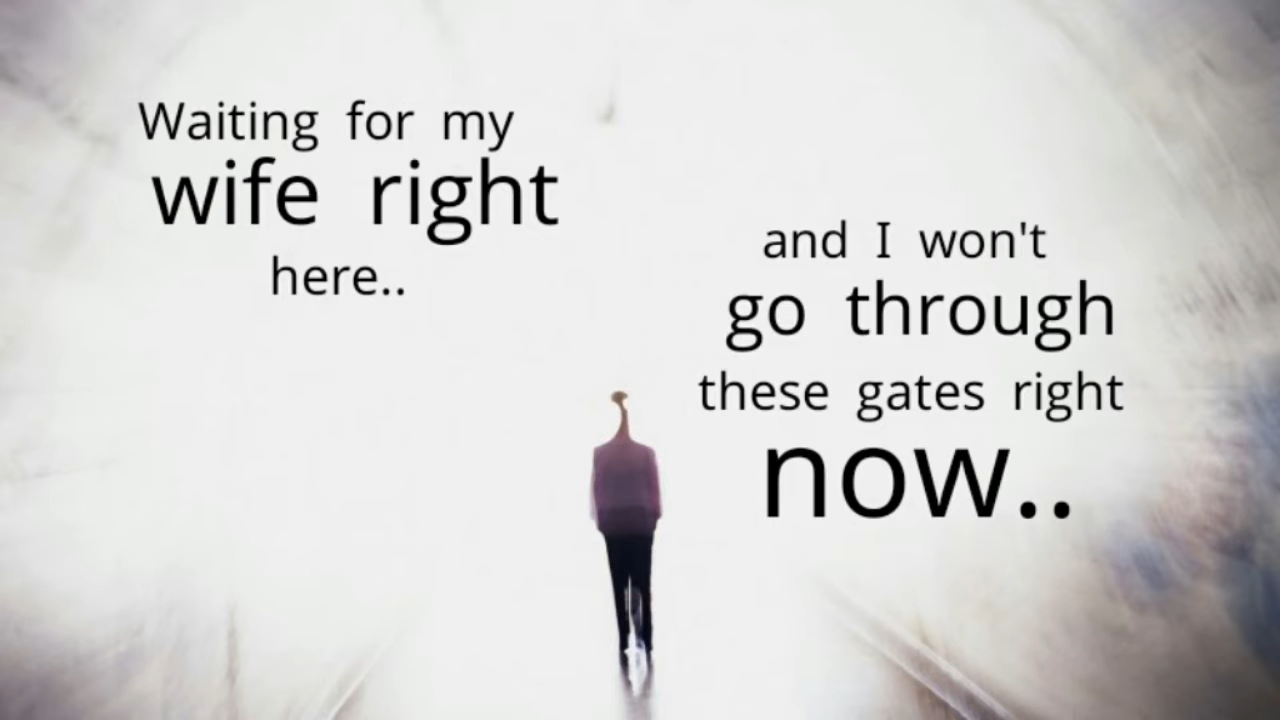 Waiting for my
wife right
here..
and I won't
go through
these gates right
now..